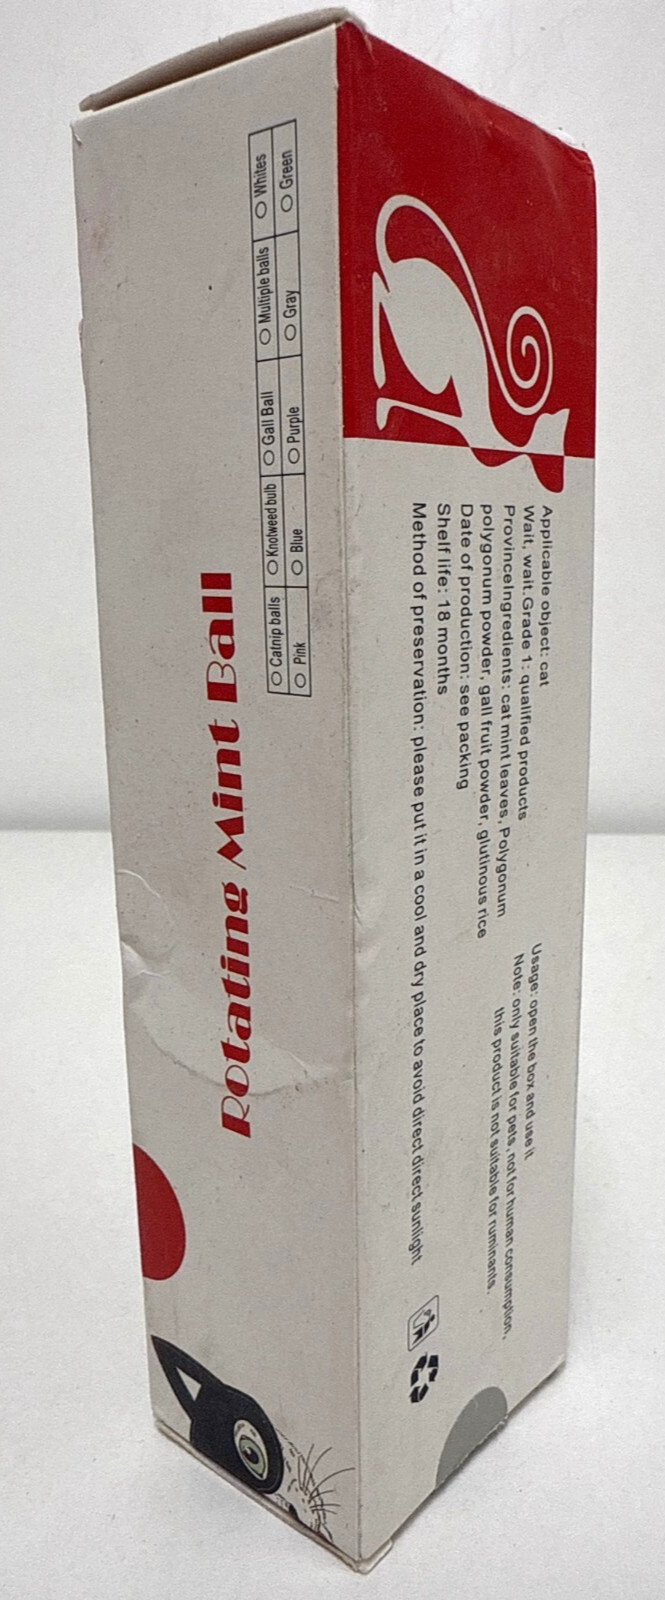 Rotating Mint Ball
Catnip balls Knotweed bulb Gall Ball Multiple balls Whites
Pink Blue Purple Gray Green
Applicable object: cat
Wait, wait.Grade 1: qualified products
ProvinceIngredients: cat mint leaves, Polygonum
polygonum powder, gall fruit powder, glutinous rice
Date of production: see packing
Shelf life: 18 months
Method of preservation: please put it in a cool and dry place to avoid direct direct sunlight
Usage: open the box and use it.
Note: only suitable for pets, not for human consumption,
this product is not suitable for ruminants.